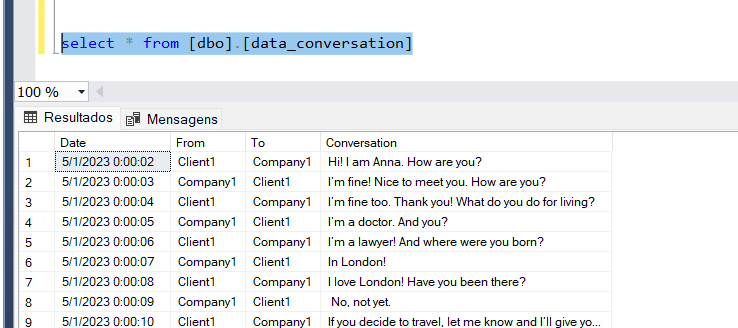 select * from [dbo].[data_conversation]
100 %
Resultados Mensagens
Date From To Conversation
1 5/1/2023 0:00:02 Client1 Company1 Hi! I am Anna. How are you?
2 5/1/2023 0:00:03 Company1 Client1 I'm fine! Nice to meet you. How are you?
3 5/1/2023 0:00:04 Client1 Company1 I'm fine too. Thank you! What do you do for living?
4 5/1/2023 0:00:05 Company1 Client1 I'm a doctor. And you?
5 5/1/2023 0:00:06 Client1 Company1 I'm a lawyer! And where were you born?
6 5/1/2023 0:00:07 Company1 Client1 In London!
7 5/1/2023 0:00:08 Client1 Company1 I love London! Have you been there?
8 5/1/2023 0:00:09 Company1 Client1 No, not yet.
9 5/1/2023 0:00:10 Client1 Company1 If you decide to travel, let me know and I'll give yo...